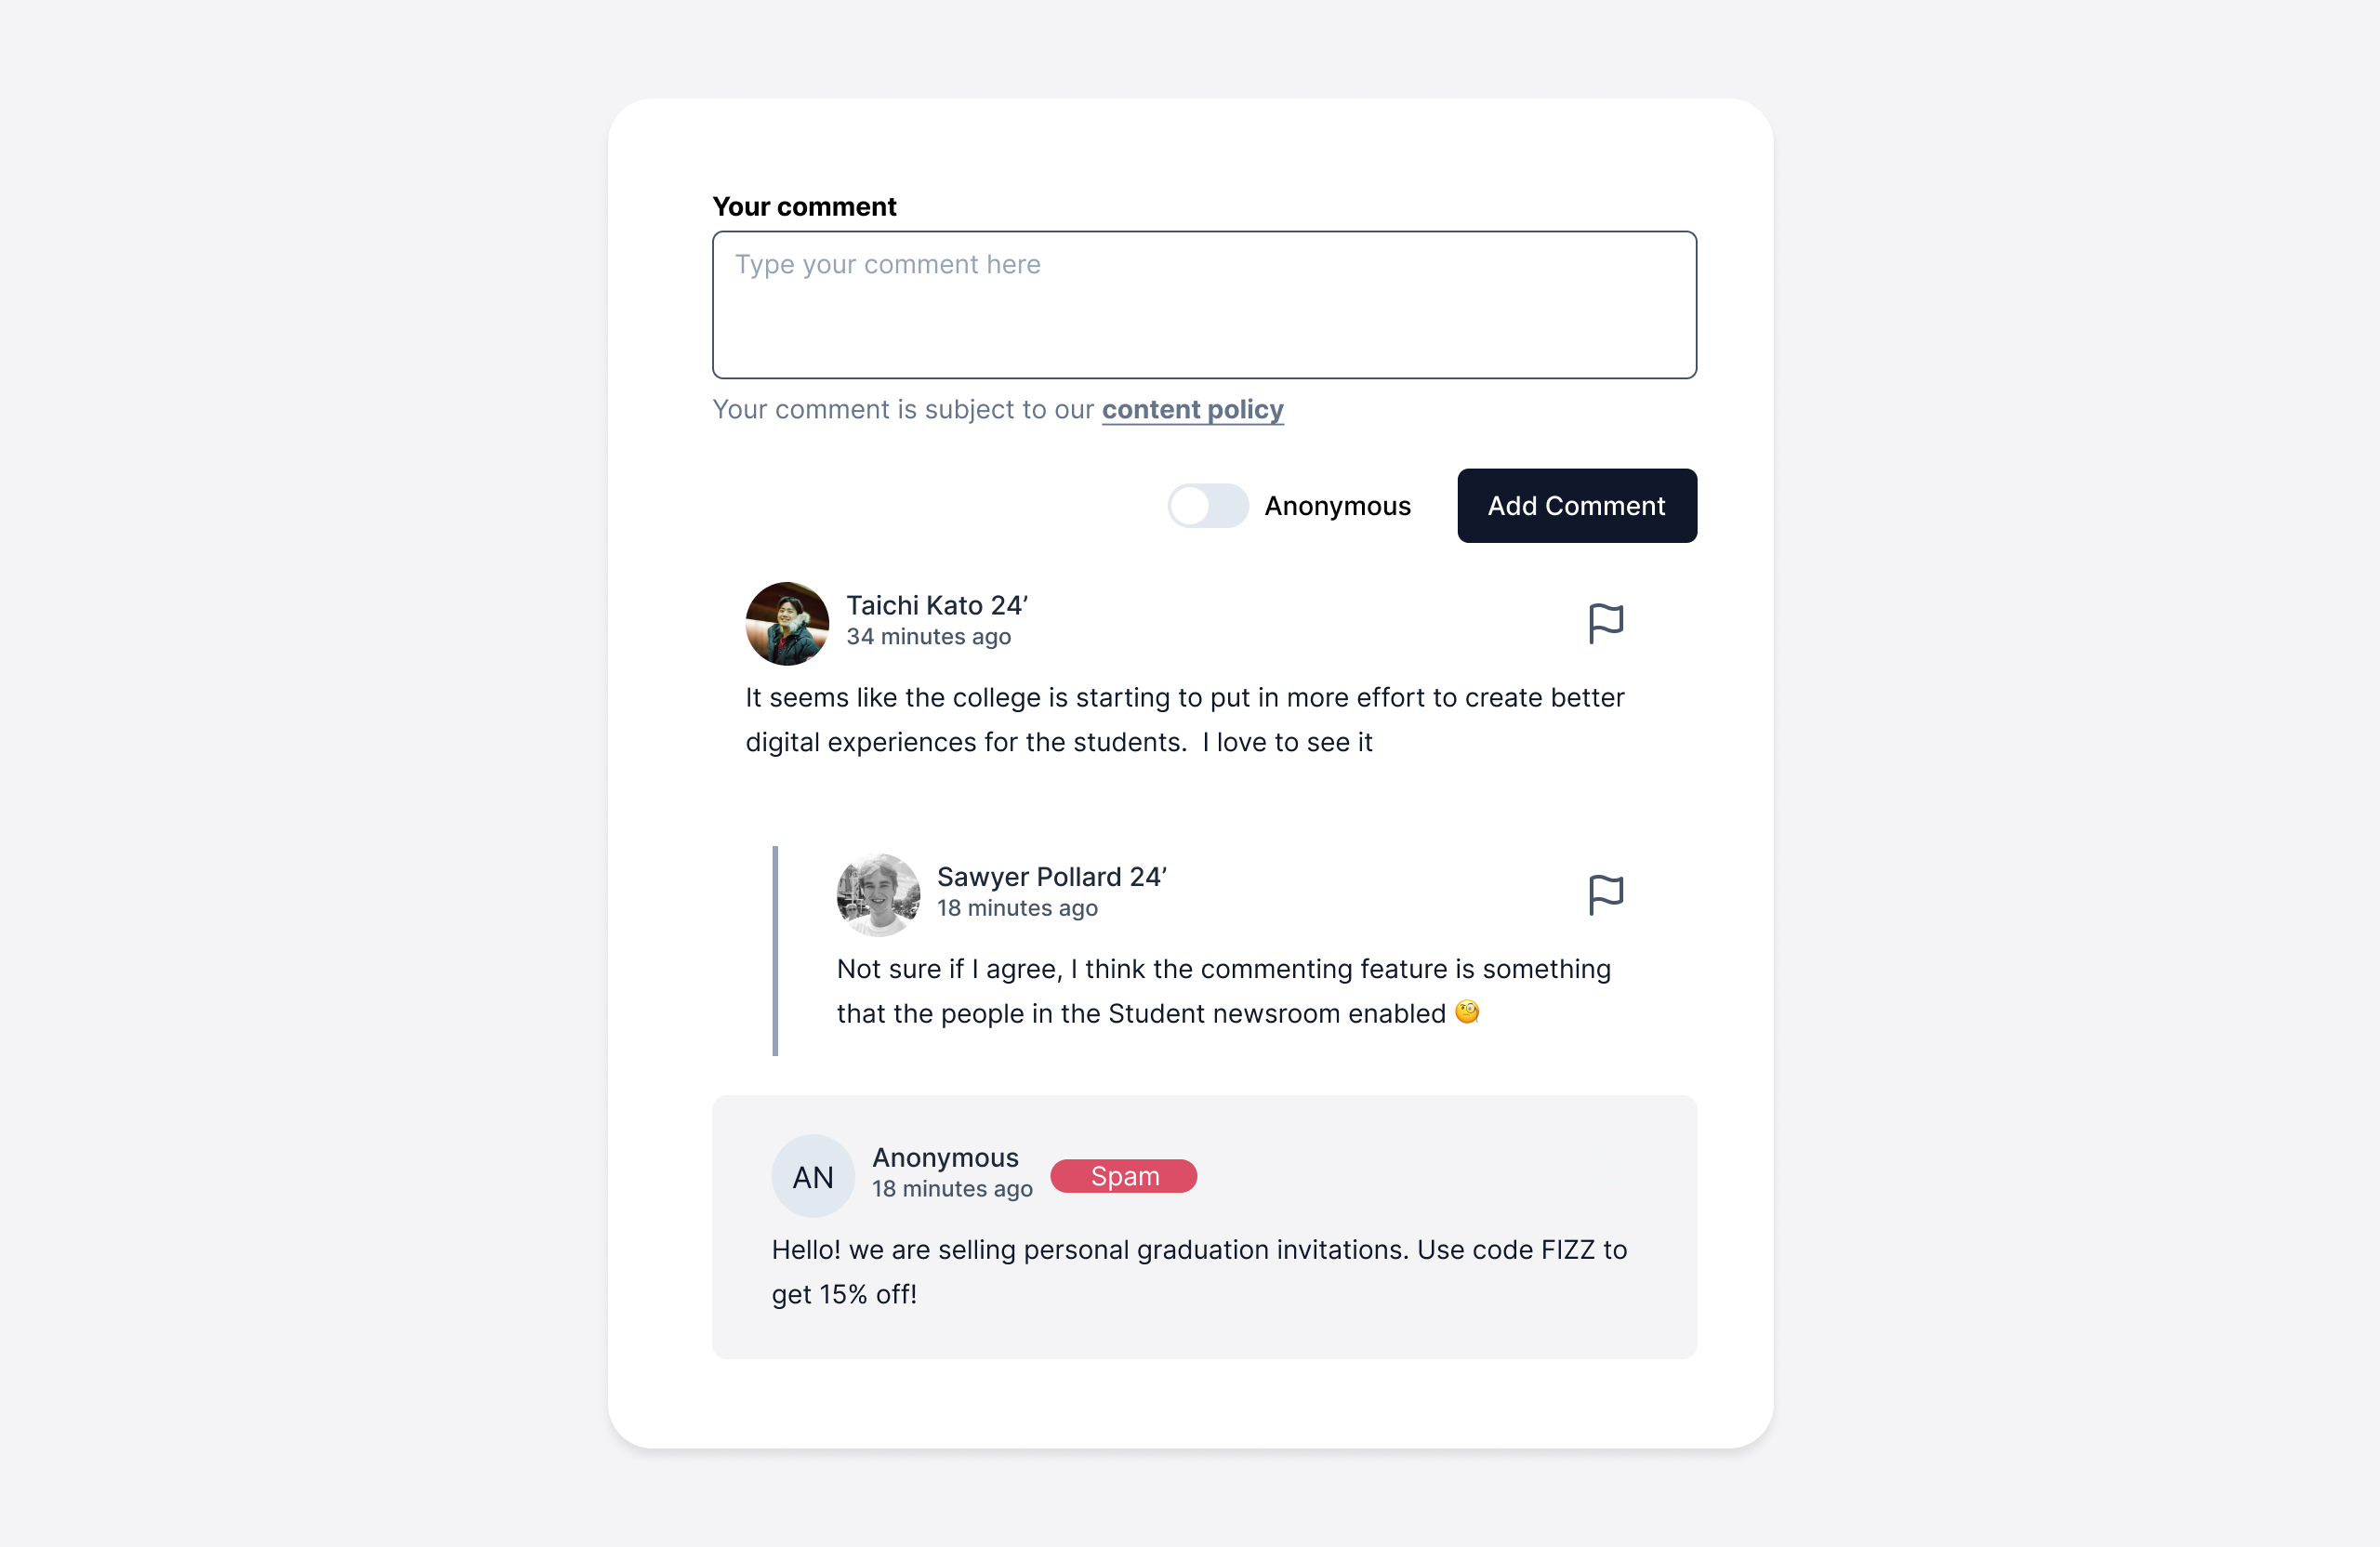 Your comment
Type your comment here
Your comment is subject to our content policy
Anonymous
Add Comment
Taichi Kato 24’
34 minutes ago
It seems like the college is starting to put in more effort to create better
digital experiences for the students.  I love to see it
Sawyer Pollard 24’
18 minutes ago
Not sure if I agree, I think the commenting feature is something
that the people in the Student newsroom enabled 🧐
AN
Anonymous
18 minutes ago
Spam
Hello! we are selling personal graduation invitations. Use code FIZZ to
get 15% off!